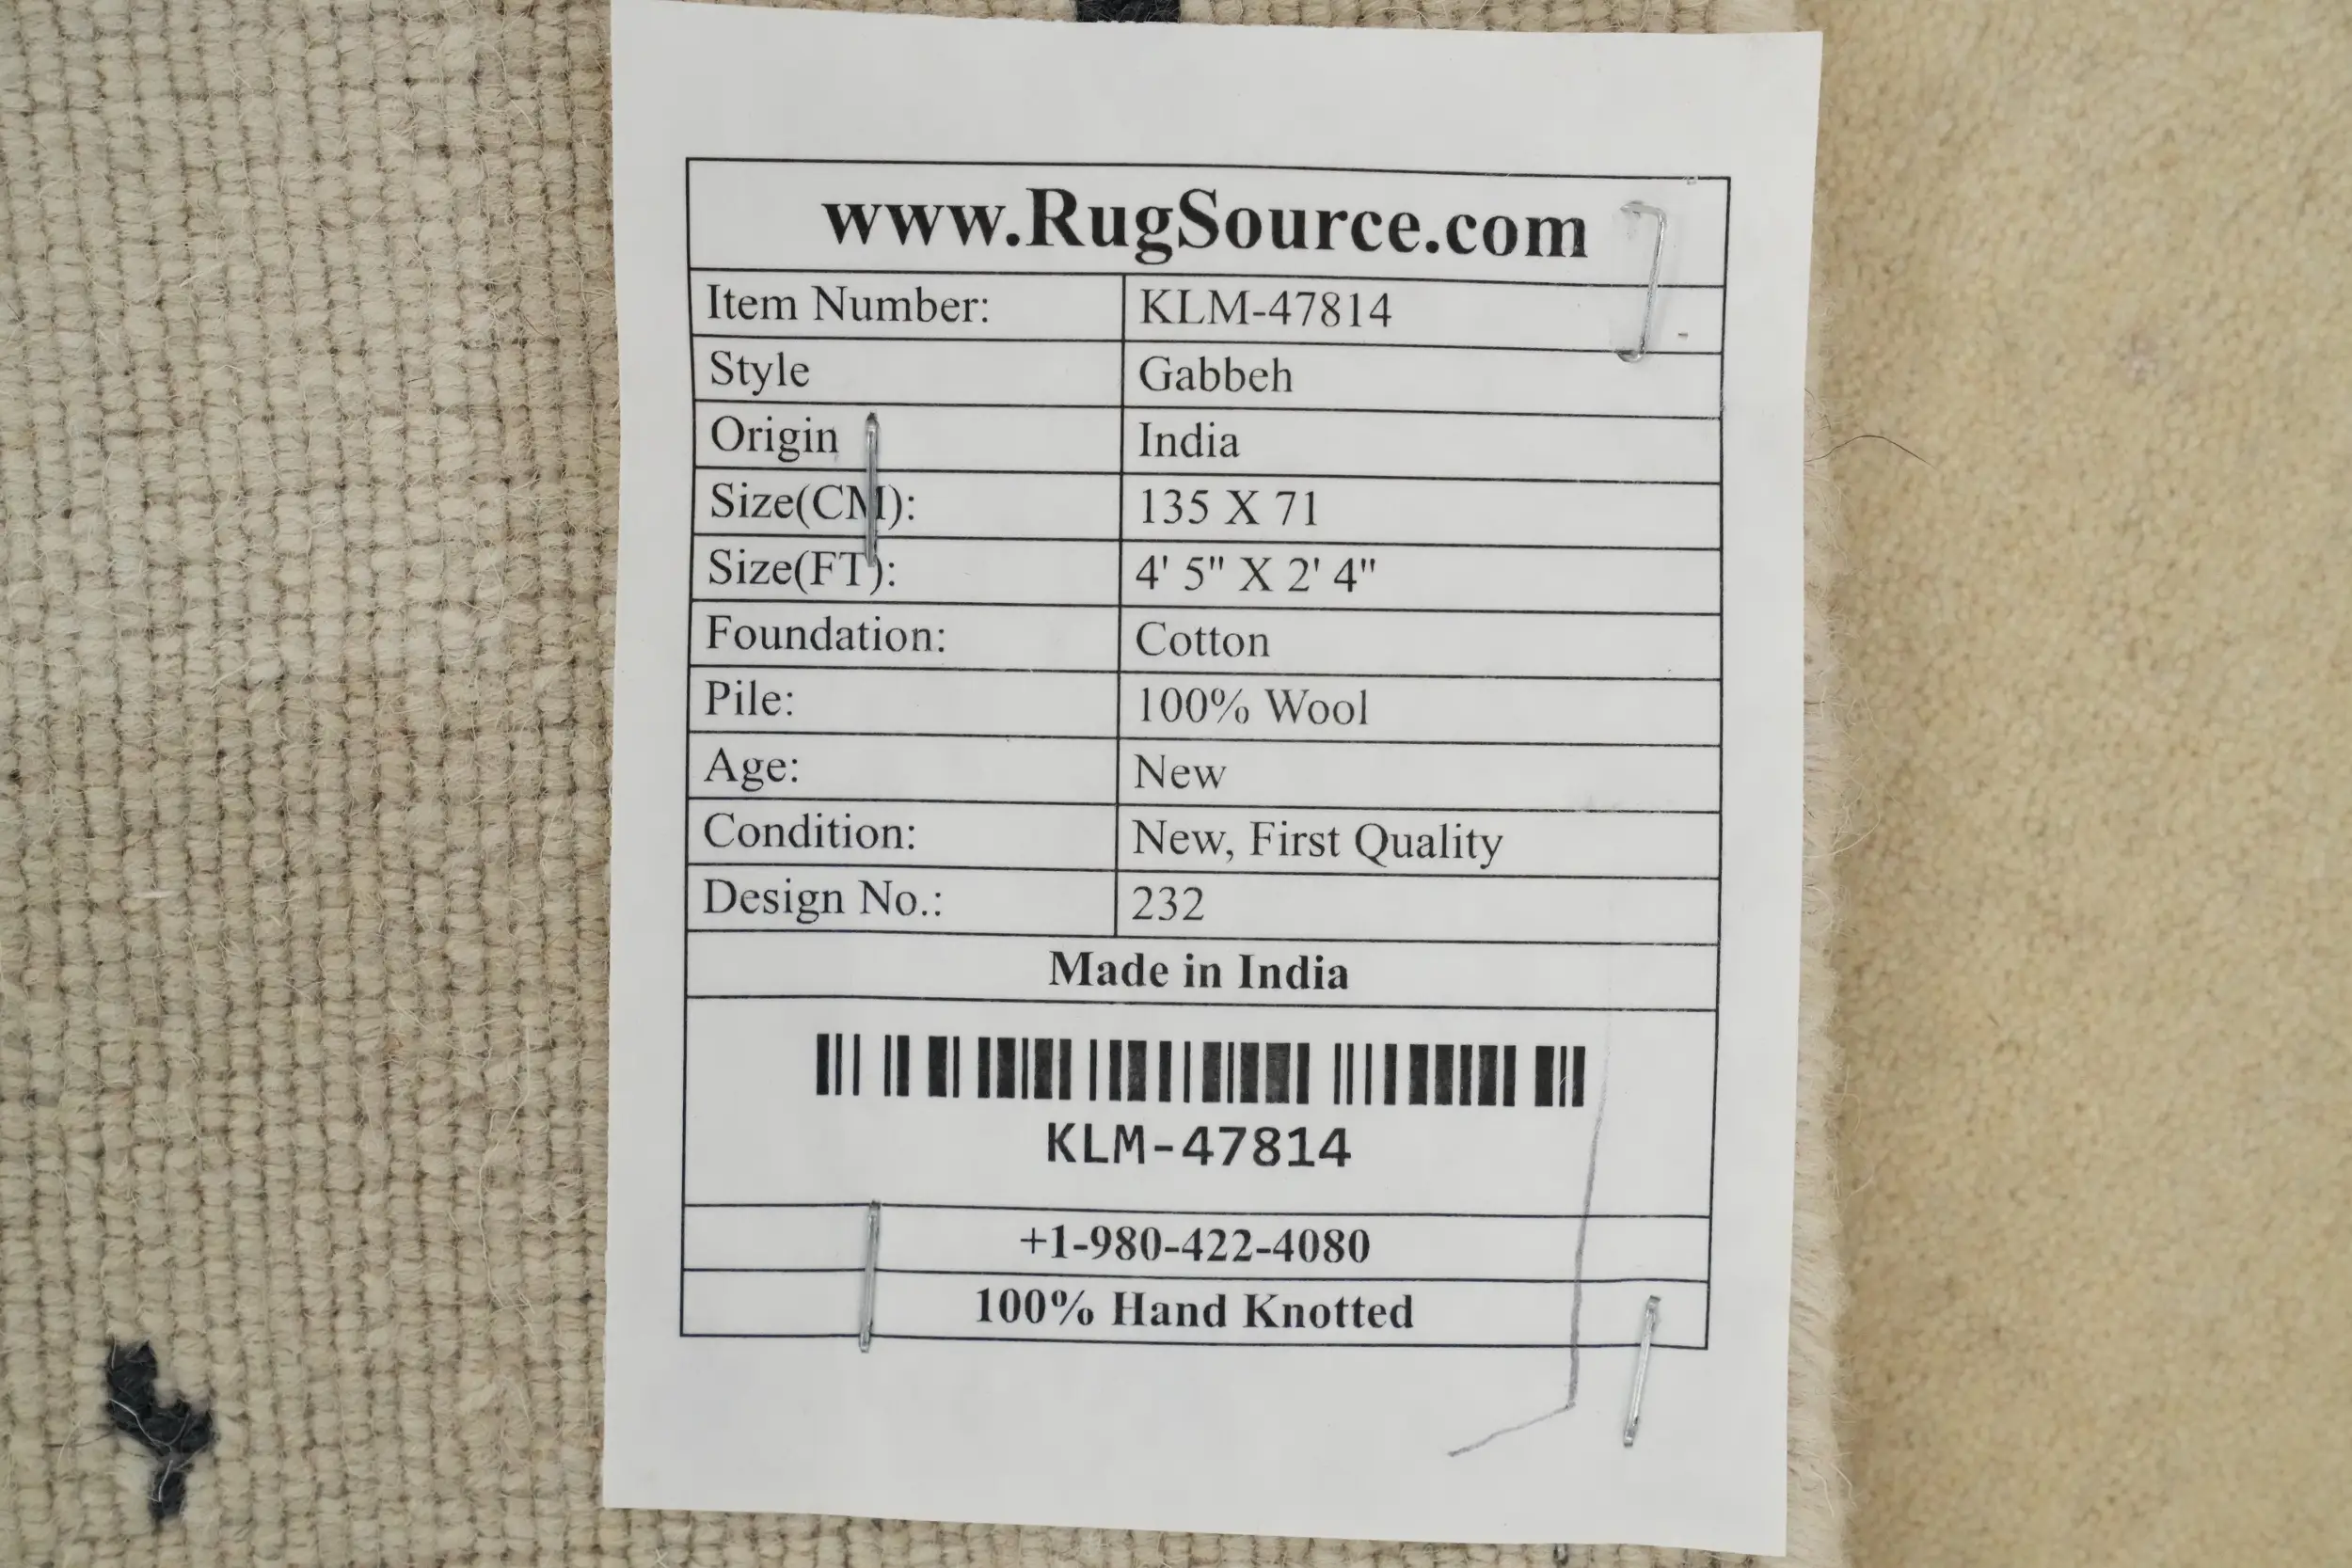 www.RugSource.com
Item Number: KLM-47814
Style Gabbeh
Origin India
Size(CM): 135 X 71
Size(FT): 4' 5" X 2' 4"
Foundation: Cotton
Pile: 100% Wool
Age: New
Condition: New, First Quality
Design No.: 232
Made in India
KLM-47814
+1-980-422-4080
100% Hand Knotted